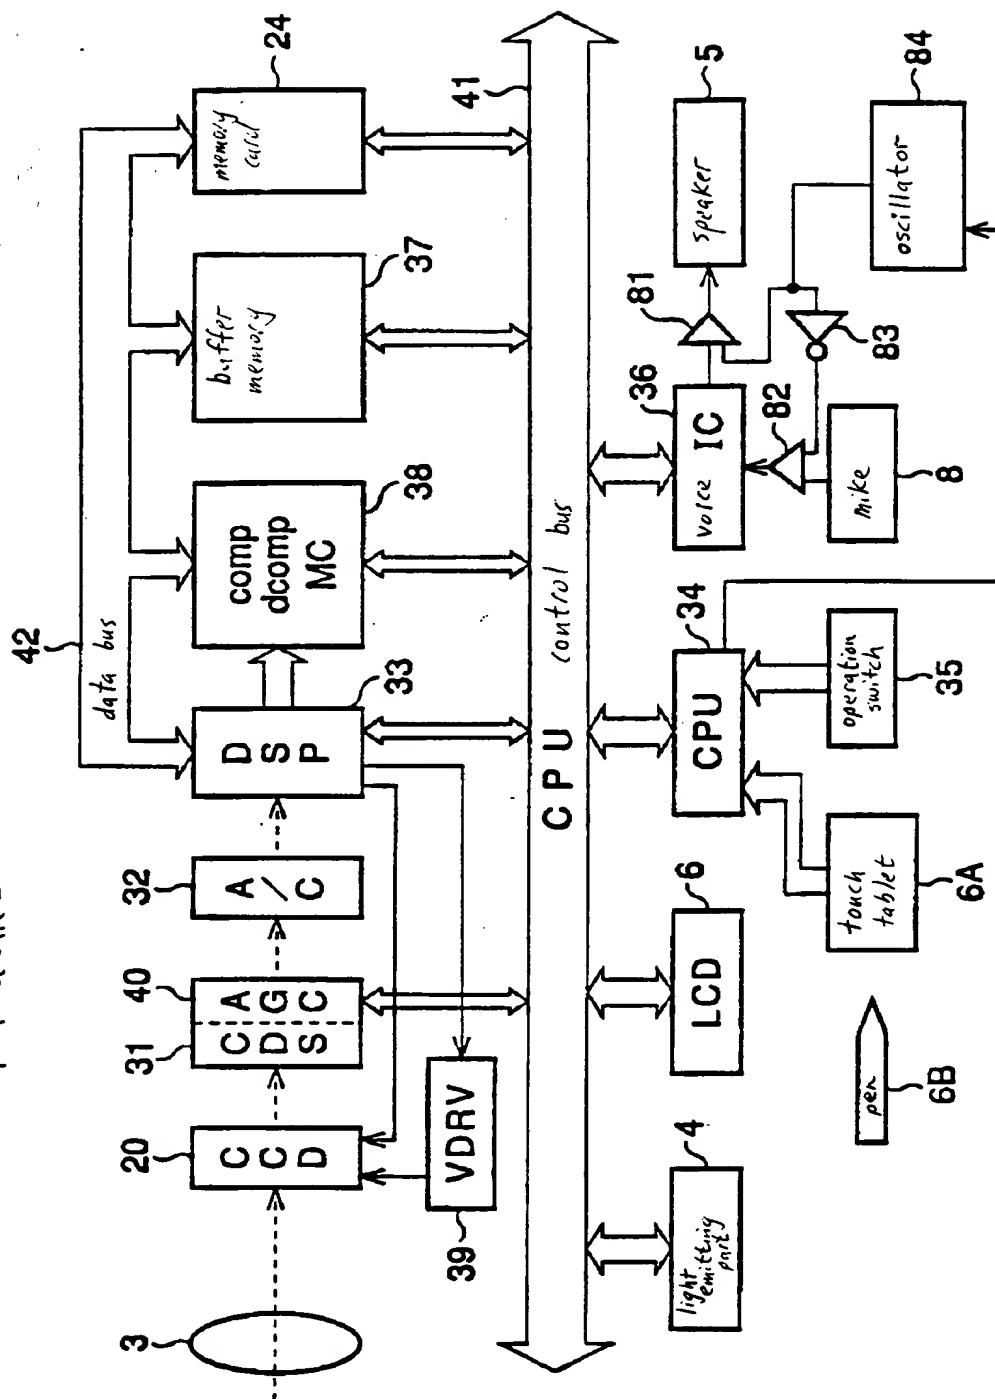 42
data bus
24
memory
card
37
buffer
memory
38
comp
dcomp
MC
33
D
S
P
32
A
/
C
40
A
G
C
31
C
D
S
20
C
C
D
3
VDRV
39
41
CPU control bus
5
speaker
81
84
oscillator
83
82
36
voice IC
mike
8
34
CPU
operation
switch
35
touch
tablet
6A
6
LCD
pen
6B
4
light
emitting
part